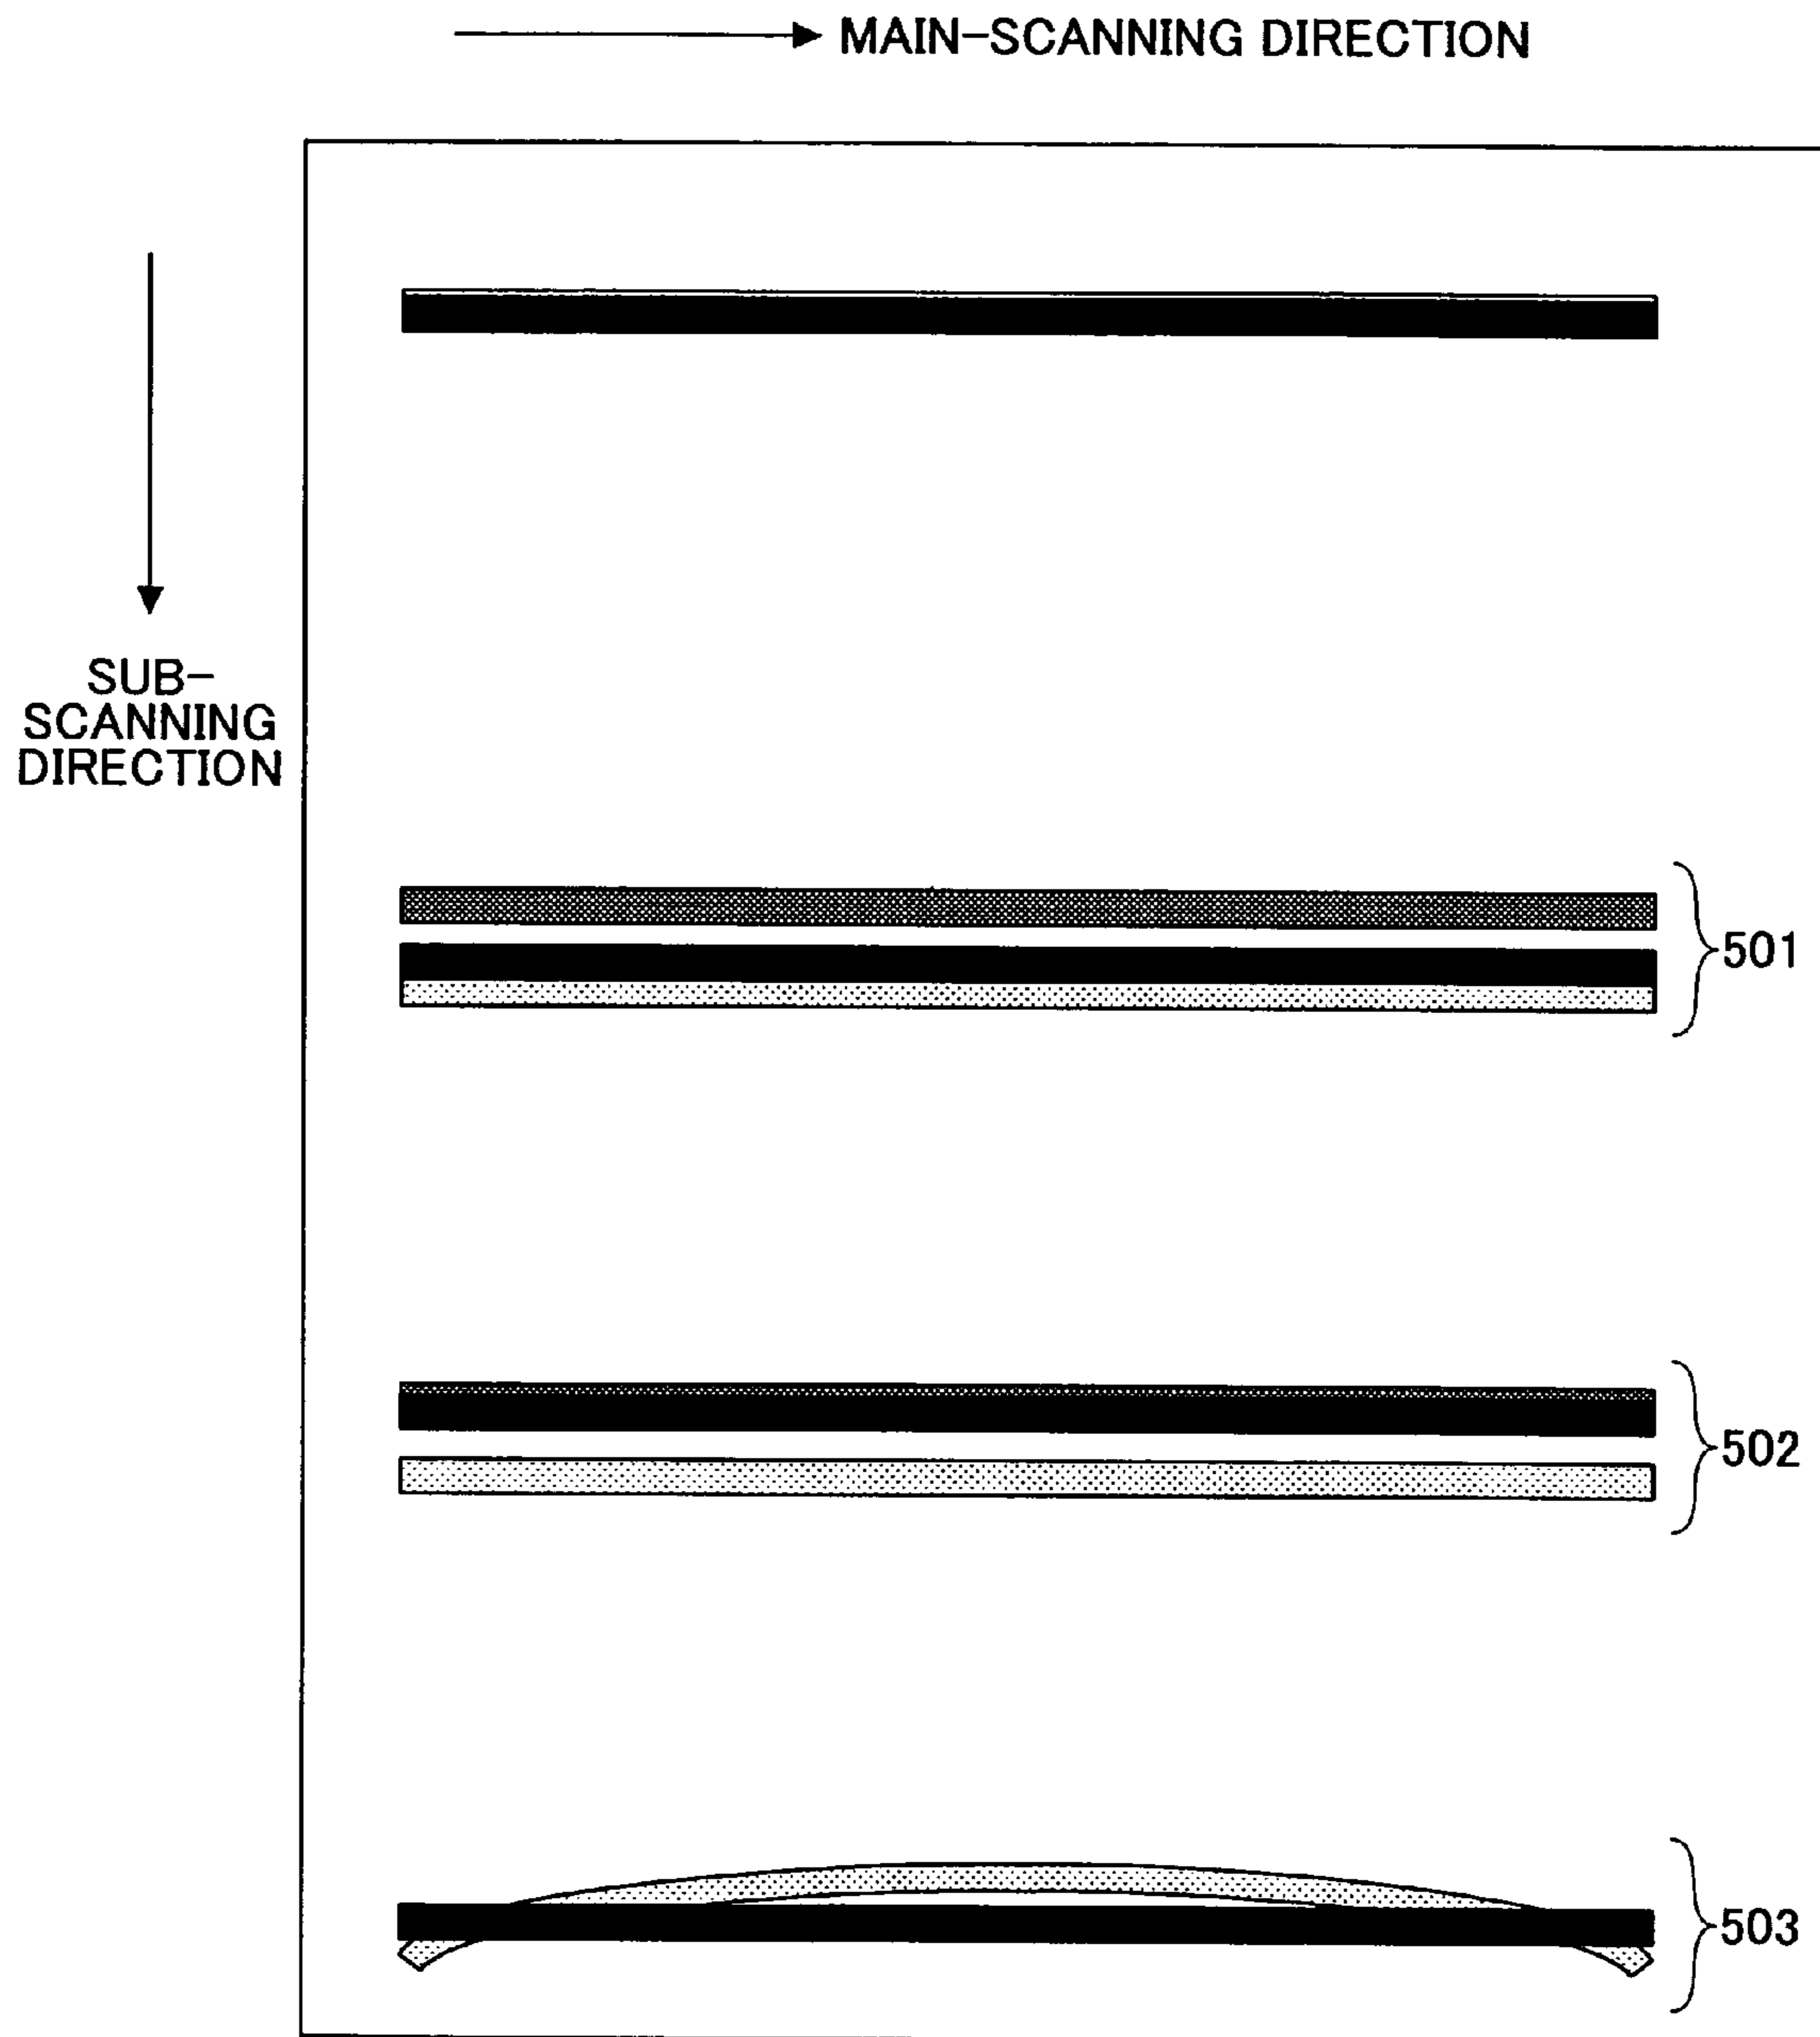 MAIN-SCANNING DIRECTION
SUB-
SCANNING
DIRECTION
501
502
503